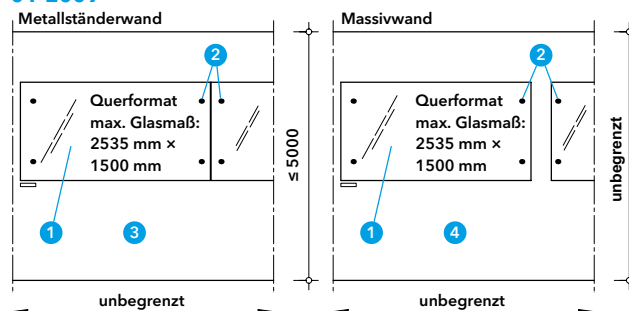 Metallständerwand
Massivwand
2
Querformat
max. Glasmaß:
2535 mm ×
1500 mm
≤ 5000
1
3
unbegrenzt
2
Querformat
max. Glasmaß:
2535 mm ×
1500 mm
unbegrenzt
1
4
unbegrenzt